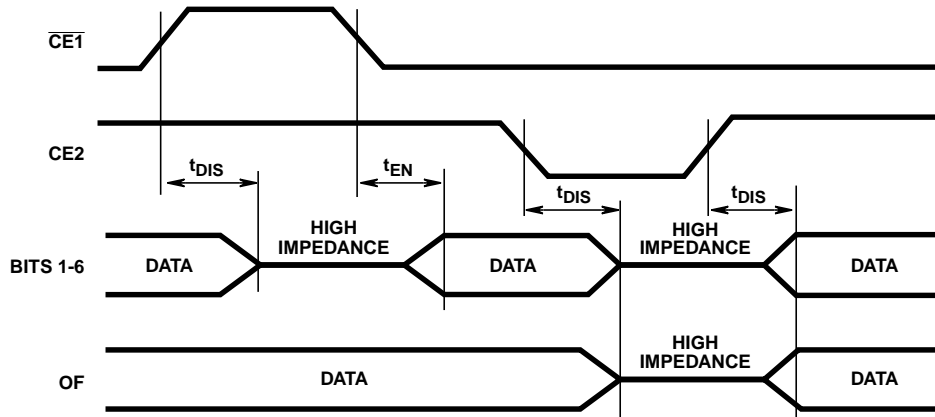 CE1
CE2
tDIS
tEN
tDIS
tDIS
HIGH
IMPEDANCE
HIGH
IMPEDANCE
BITS 1-6
DATA
DATA
DATA
HIGH
IMPEDANCE
OF
DATA
DATA